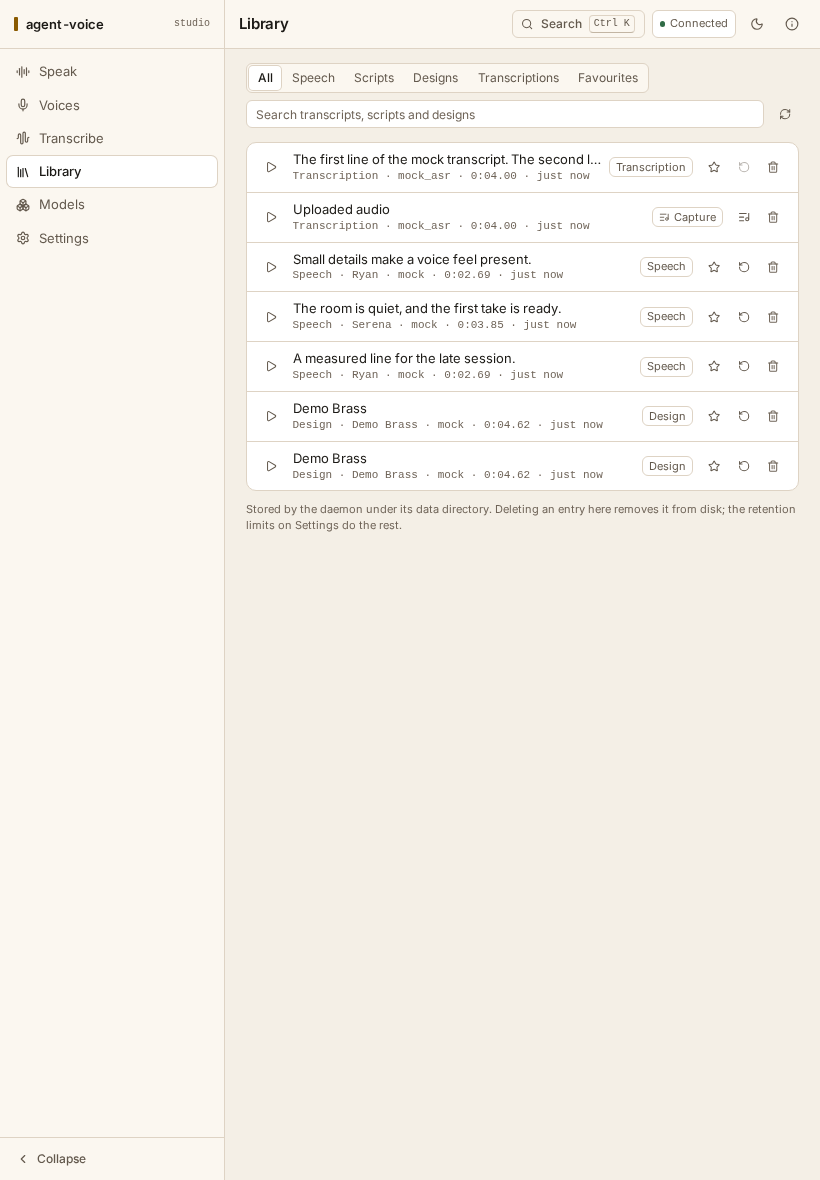 agent-voice
studio
Library
Search Ctrl K
Connected
Speak
Voices
Transcribe
Library
Models
Settings
All Speech Scripts Designs Transcriptions Favourites
Search transcripts, scripts and designs
The first line of the mock transcript. The second l...
Transcription · mock_asr · 0:04.00 · just now
Transcription
Uploaded audio
Transcription · mock_asr · 0:04.00 · just now
Capture
Small details make a voice feel present.
Speech · Ryan · mock · 0:02.69 · just now
Speech
The room is quiet, and the first take is ready.
Speech · Serena · mock · 0:03.85 · just now
Speech
A measured line for the late session.
Speech · Ryan · mock · 0:02.69 · just now
Speech
Demo Brass
Design · Demo Brass · mock · 0:04.62 · just now
Design
Demo Brass
Design · Demo Brass · mock · 0:04.62 · just now
Design
Stored by the daemon under its data directory. Deleting an entry here removes it from disk; the retention
limits on Settings do the rest.
Collapse